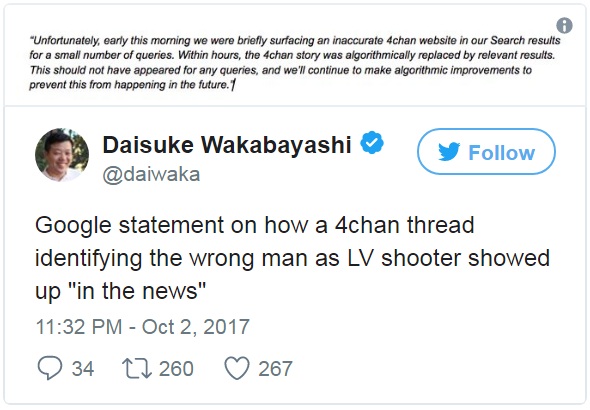 “Unfortunately, early this morning we were briefly surfacing an inaccurate 4chan website in our Search results
for a small number of queries. Within hours, the 4chan story was algorithmically replaced by relevant results.
This should not have appeared for any queries, and we’ll continue to make algorithmic improvements to
prevent this from happening in the future.”
Daisuke Wakabayashi
@daiwaka
Follow
Google statement on how a 4chan thread
identifying the wrong man as LV shooter showed
up "in the news"
11:32 PM - Oct 2, 2017
34 260 267